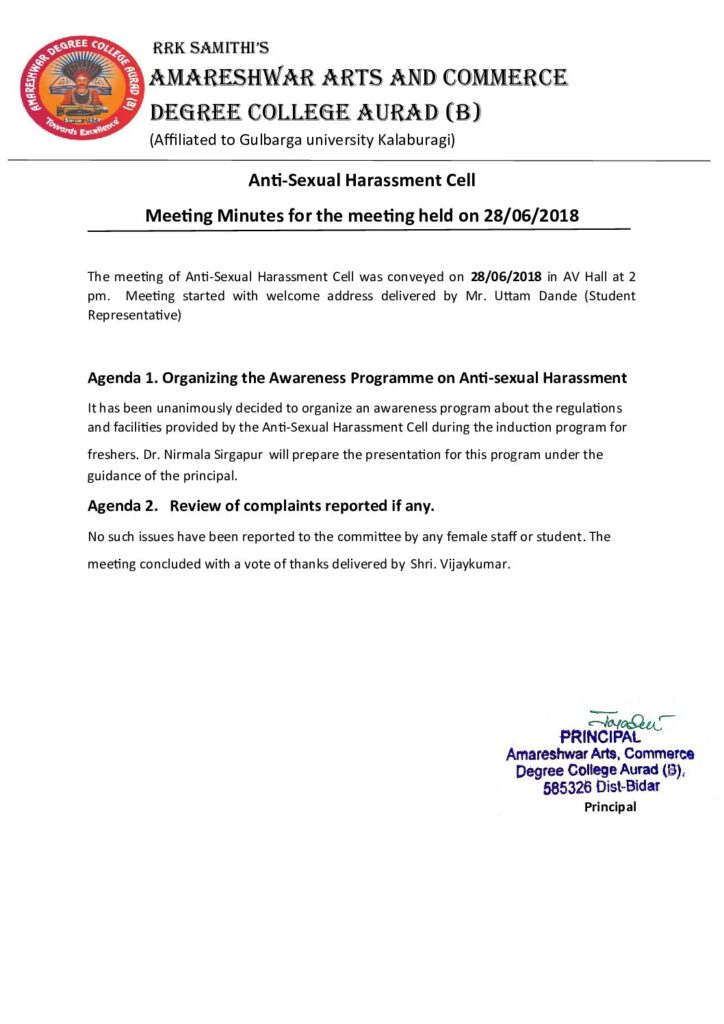 AMARESHWAR DEGREE COLLEGE AURAD (B)
Since: 1992
"Towards Excellence"
RRK SAMITHI'S
AMARESHWAR ARTS AND COMMERCE
DEGREE COLLEGE AURAD (B)
(Affiliated to Gulbarga university Kalaburagi)
Anti-Sexual Harassment Cell
Meeting Minutes for the meeting held on 28/06/2018
The meeting of Anti-Sexual Harassment Cell was conveyed on 28/06/2018 in AV Hall at 2
pm. Meeting started with welcome address delivered by Mr. Uttam Dande (Student
Representative)
Agenda 1. Organizing the Awareness Programme on Anti-sexual Harassment
It has been unanimously decided to organize an awareness program about the regulations
and facilities provided by the Anti-Sexual Harassment Cell during the induction program for
freshers. Dr. Nirmala Sirgapur will prepare the presentation for this program under the
guidance of the principal.
Agenda 2. Review of complaints reported if any.
No such issues have been reported to the committee by any female staff or student. The
meeting concluded with a vote of thanks delivered by Shri. Vijaykumar.
PRINCIPAL
Amareshwar Arts, Commerce
Degree College Aurad (B),
585326 Dist-Bidar
Principal